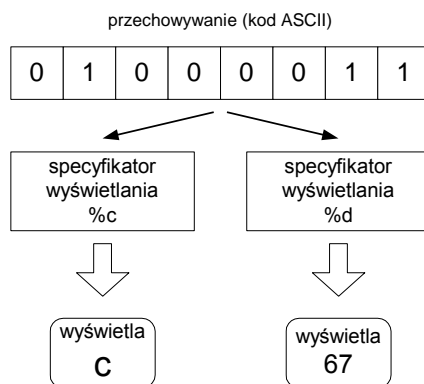 przechowywanie (kod ASCII)
0 1 0 0 0 0 1 1
specyfikator
wyświetlania
%c
specyfikator
wyświetlania
%d
wyświetla
c
wyświetla
67